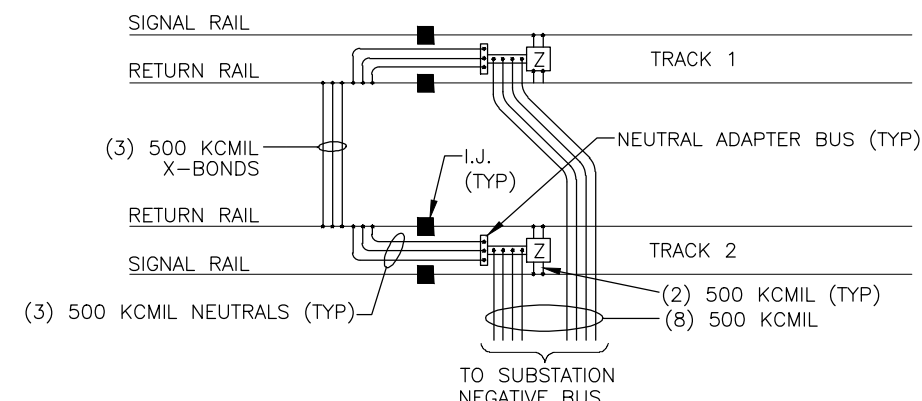 SIGNAL RAIL
RETURN RAIL
Z
TRACK 1
(3) 500 KCMIL
X-BONDS
I.J.
(TYP)
NEUTRAL ADAPTER BUS (TYP)
RETURN RAIL
SIGNAL RAIL
Z
TRACK 2
(3) 500 KCMIL NEUTRALS (TYP)
(2) 500 KCMIL (TYP)
(8) 500 KCMIL
TO SUBSTATION
NEGATIVE BUS